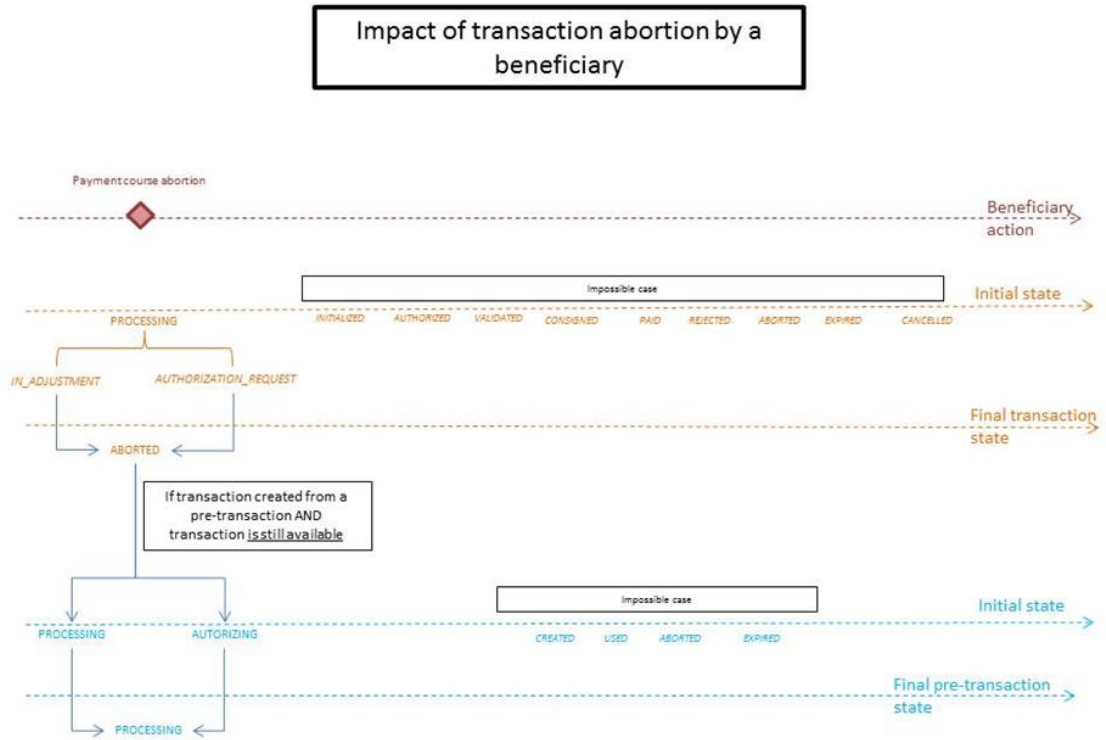 Impact of transaction abortion by a
beneficiary
Payment course abortion
Beneficiary
action
Impossible case
Initial state
PROCESSING
INITIALIZED
AUTHORIZED
VALIDATED
CONSIGNED
PAID
REJECTED
ABORTED
EXPIRED
CANCELLED
IN_ADJUSTMENT
AUTHORIZATION_REQUEST
Final transaction
state
ABORTED
If transaction created from a
pre-transaction AND
transaction is still available
Impossible case
Initial state
PROCESSING
AUTORIZING
CREATED
USED
ABORTED
EXPIRED
Final pre-transaction
state
PROCESSING